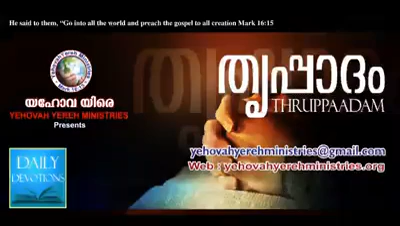 He said to them, “Go into all the world and preach the gospel to all creation Mark 16:15
തൃപ്പാദം
THRUPPAADAM
യഹോവ യിരെ
YEHOVAH YEREH MINISTRIES
Presents
yehovahyerehministries@gmail.com
Web : yehovahyerehministries.org
DAILY
DEVOTIONS